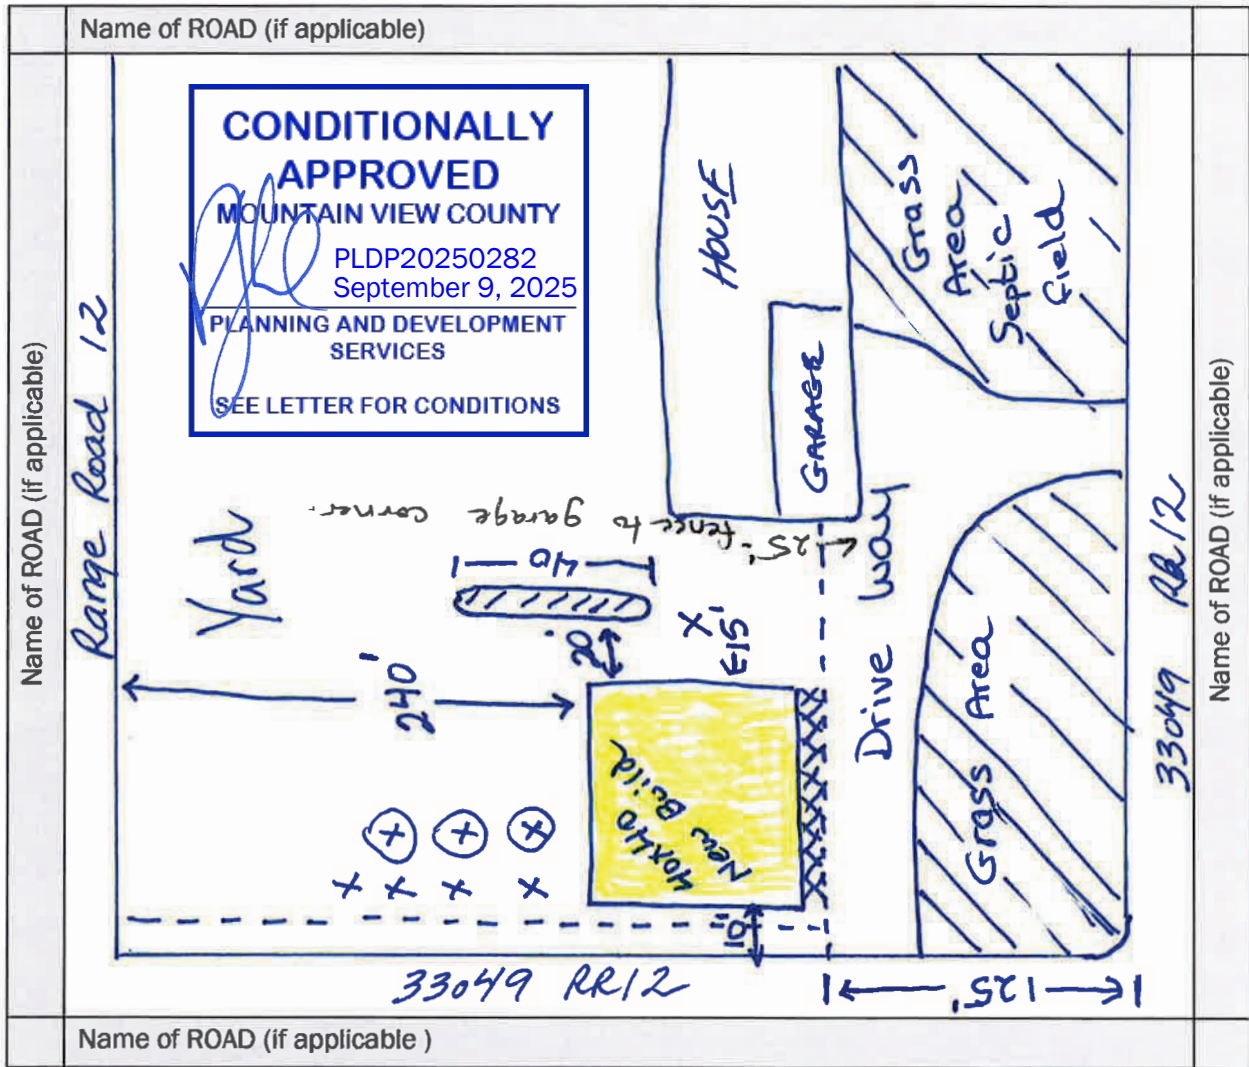 Name of ROAD (if applicable)
Name of ROAD (if applicable)
Range Road 12
CONDITIONALLY
APPROVED
MOUNTAIN VIEW COUNTY
PLDP20250282
September 9, 2025
PLANNING AND DEVELOPMENT
SERVICES
SEE LETTER FOR CONDITIONS
HOUSE
GARAGE
Grass
Area
Septic
Field
Yard
25' fence to garage corner.
40
20'
X
E15'
240'
40x40
New Build
Drive Way
Grass Area
10'
125'
33049 RR12
33049 RR12
Name of ROAD (if applicable)
Name of ROAD (if applicable )